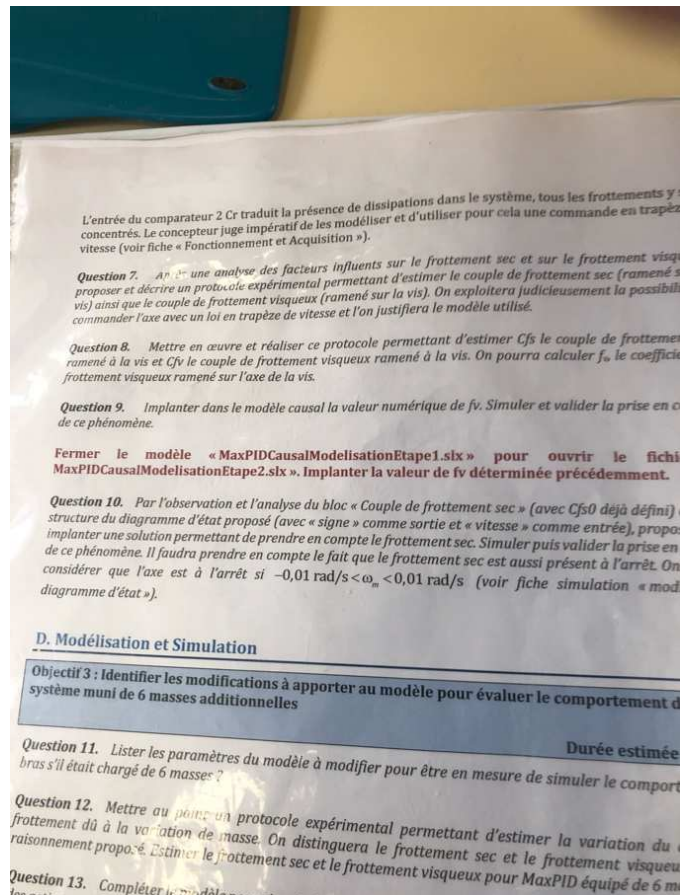 L'entrée du comparateur 2 Cr traduit la présence de dissipations dans le système, tous les frottements y
concentrés. Le concepteur juge impératif de les modéliser et d'utiliser pour cela une commande en trapèz
vitesse (voir fiche « Fonctionnement et Acquisition »).
Question 7. une analyse des facteurs influents sur le frottement sec et sur le frottement visqu
proposer et décrire un protocole expérimental permettant d'estimer le couple de frottement sec (ramené s
vis) ainsi que le couple de frottement visqueux (ramené sur la vis). On exploitera judicieusement la possibili
commander l'axe avec un loi en trapèze de vitesse et l'on justifiera le modèle utilisé.
Question 8. Mettre en œuvre et réaliser ce protocole permettant d'estimer Cfs le couple de frottemen
ramené à la vis et Cfv le couple de frottement visqueux ramené à la vis. On pourra calculer fv le coefficie
frottement visqueux ramené sur l'axe de la vis.
Question 9. Implanter dans le modèle causal la valeur numérique de fv. Simuler et valider la prise en c
de ce phénomène.
Fermer le modèle « MaxPIDCausalModelisationEtape1.slx » pour ouvrir le fichi
MaxPIDCausalModelisationEtape2.slx ». Implanter la valeur de fv déterminée précédemment.
Question 10. Par l'observation et l'analyse du bloc « Couple de frottement sec » (avec Cfs0 déjà défini)
structure du diagramme d'état proposé (avec « signe » comme sortie et « vitesse » comme entrée), propos
implanter une solution permettant de prendre en compte le frottement sec. Simuler puis valider la prise en
de ce phénomène. Il faudra prendre en compte le fait que le frottement sec est aussi présent à l'arrêt. On
considérer que l'axe est à l'arrêt si −0,01 rad/s < ωm < 0,01 rad/s (voir fiche simulation « mod
diagramme d'état »).
D. Modélisation et Simulation
Objectif 3 : Identifier les modifications à apporter au modèle pour évaluer le comportement d
système muni de 6 masses additionnelles
Durée estimée
Question 11. Lister les paramètres du modèle à modifier pour être en mesure de simuler le comport
bras s'il était chargé de 6 masses ?
Question 12. Mettre au point un protocole expérimental permettant d'estimer la variation du
frottement dû à la variation de masse. On distinguera le frottement sec et le frottement visqueu
raisonnement proposé. Estimer le frottement sec et le frottement visqueux pour MaxPID équipé de 6 m
Question 13. Compléter